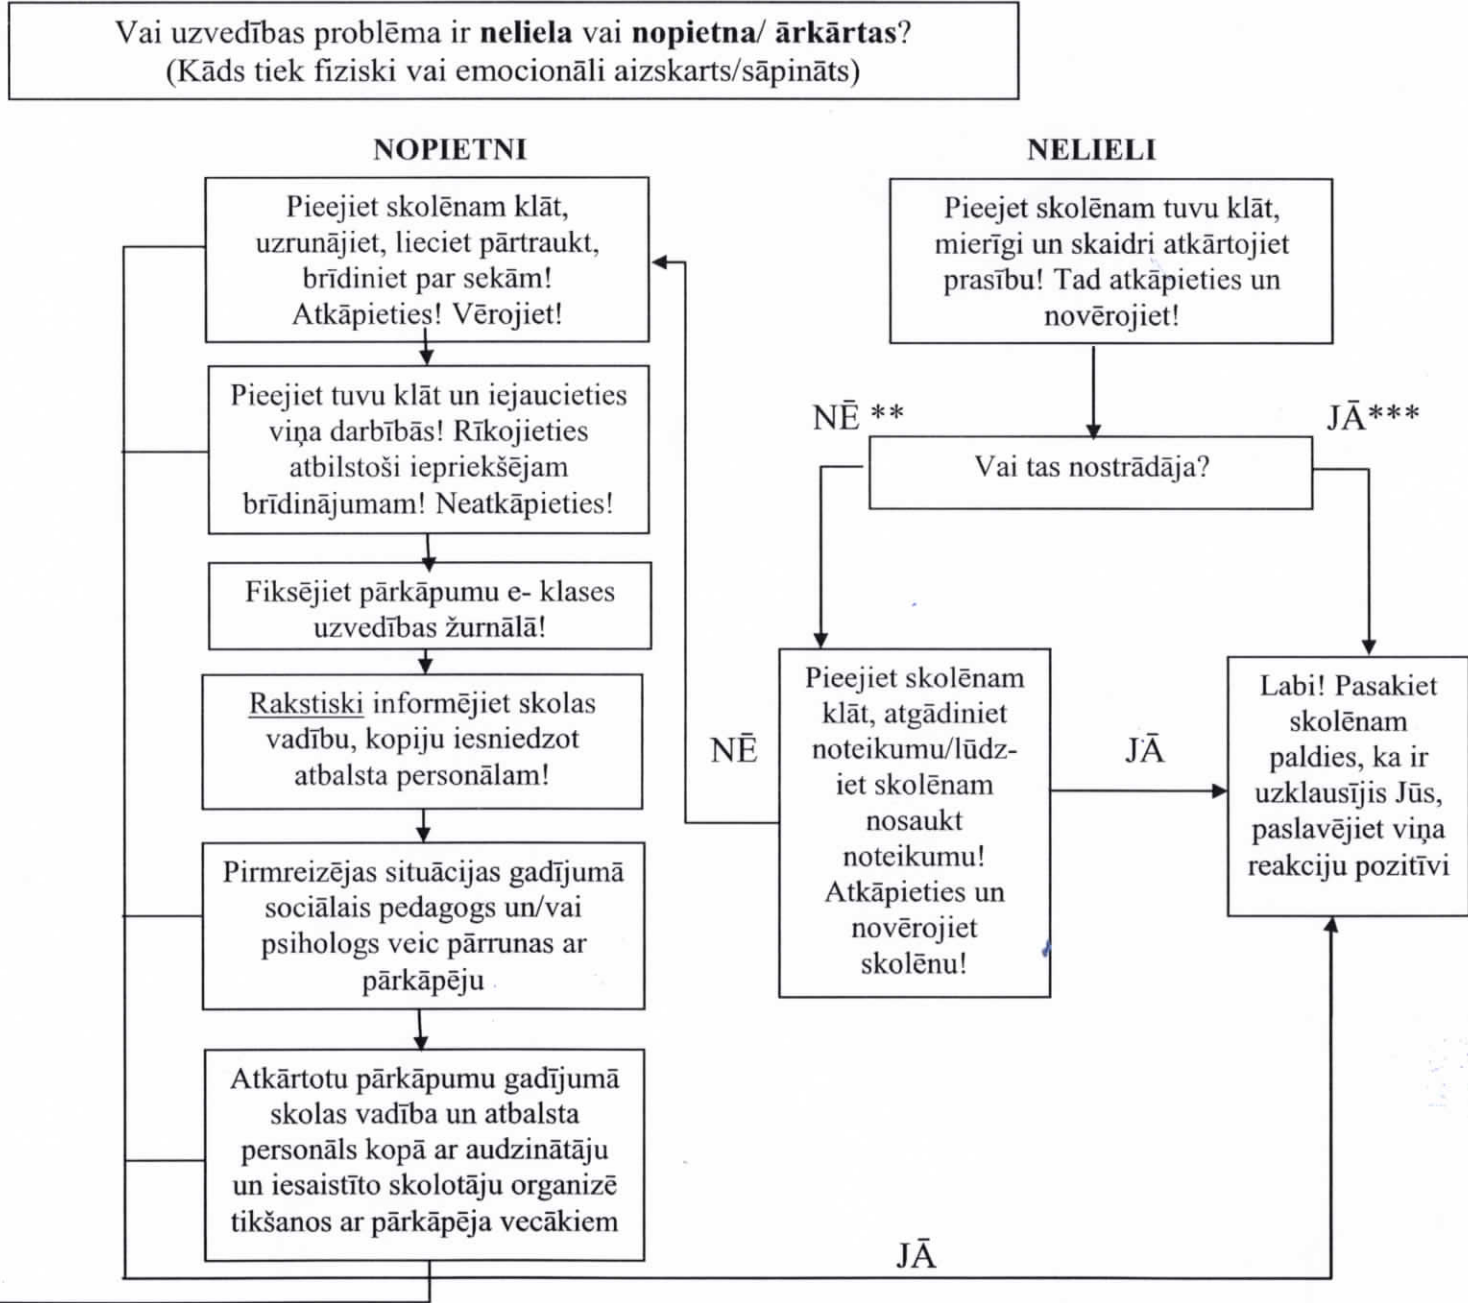 Vai uzvedības problēma ir neliela vai nopietna/ ārkārtas?
(Kāds tiek fiziski vai emocionāli aizskarts/sāpināts)
NOPIETNI
Pieejiet skolēnam klāt,
uzrunājiet, lieciet pārtraukt,
brīdiniet par sekām!
Atkāpieties! Vērojiet!
Pieejiet tuvu klāt un iejaucieties
viņa darbībās! Rīkojieties
atbilstoši iepriekšējam
brīdinājumam! Neatkāpieties!
Fiksējiet pārkāpumu e- klases
uzvedības žurnālā!
Rakstiski informējiet skolas
vadību, kopiju iesniedzot
atbalsta personālam!
Pirmreizējas situācijas gadījumā
sociālais pedagogs un/vai
psihologs veic pārrunas ar
pārkāpēju
Atkārtotu pārkāpumu gadījumā
skolas vadība un atbalsta
personāls kopā ar audzinātāju
un iesaistīto skolotāju organizē
tikšanos ar pārkāpēja vecākiem
NELIELI
Pieejet skolēnam tuvu klāt,
mierīgi un skaidri atkārtojiet
prasību! Tad atkāpieties un
novērojiet!
NĒ **
JĀ***
Vai tas nostrādāja?
NĒ
Pieejiet skolēnam
klāt, atgādiniet
noteikumu/lūdz-
iet skolēnam
nosaukt
noteikumu!
Atkāpieties un
novērojiet
skolēnu!
JĀ
Labi! Pasakiet
skolēnam
paldies, ka ir
uzklausījis Jūs,
paslavējiet viņa
reakciju pozitīvi
JĀ